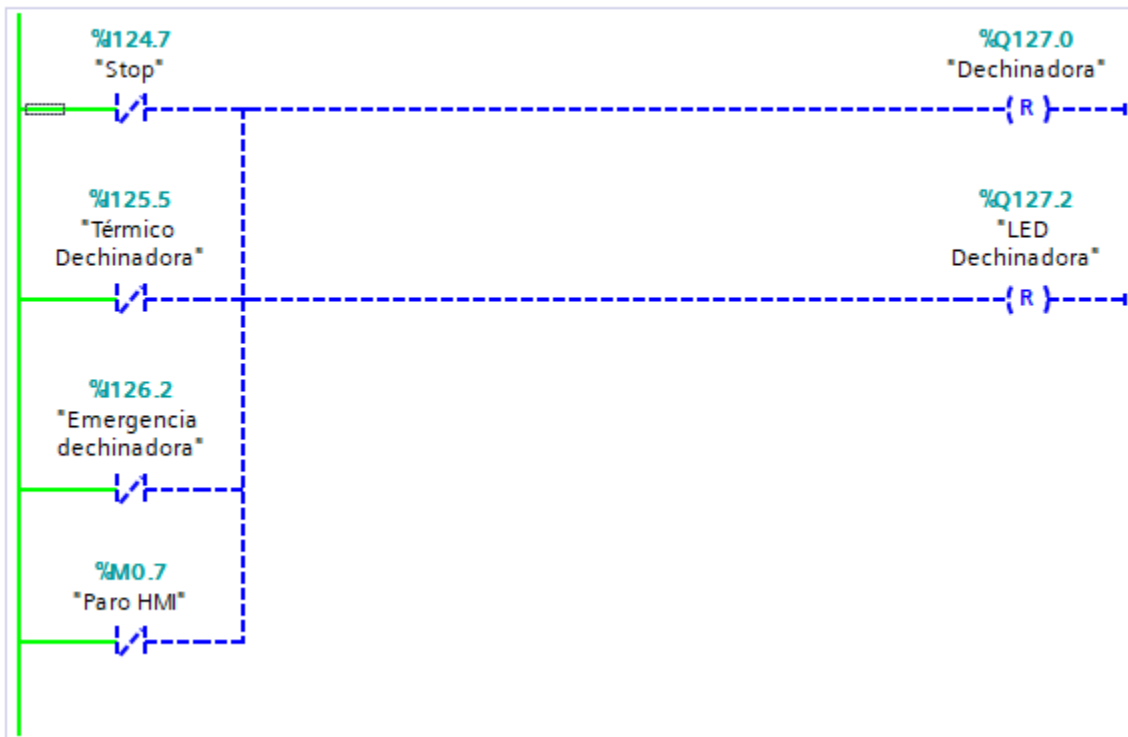 %I124.7
"Stop"
%Q127.0
"Dechinadora"
R
%I125.5
"Térmico
Dechinadora"
%Q127.2
"LED
Dechinadora"
R
%I126.2
"Emergencia
dechinadora"
%M0.7
"Paro HMI"